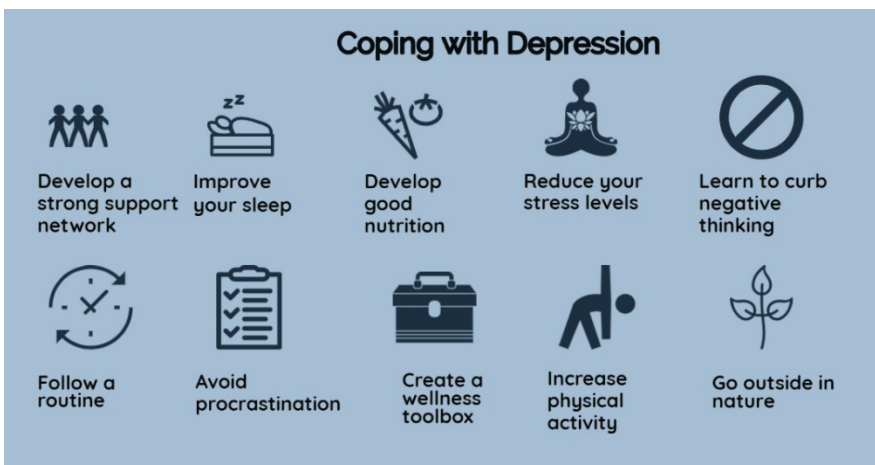 Coping with Depression
zz
Develop a
strong support
network
Improve
your sleep
Develop
good
nutrition
Reduce your
stress levels
Learn to curb
negative
thinking
Follow a
routine
Avoid
procrastination
Create a
wellness
toolbox
Increase
physical
activity
Go outside in
nature